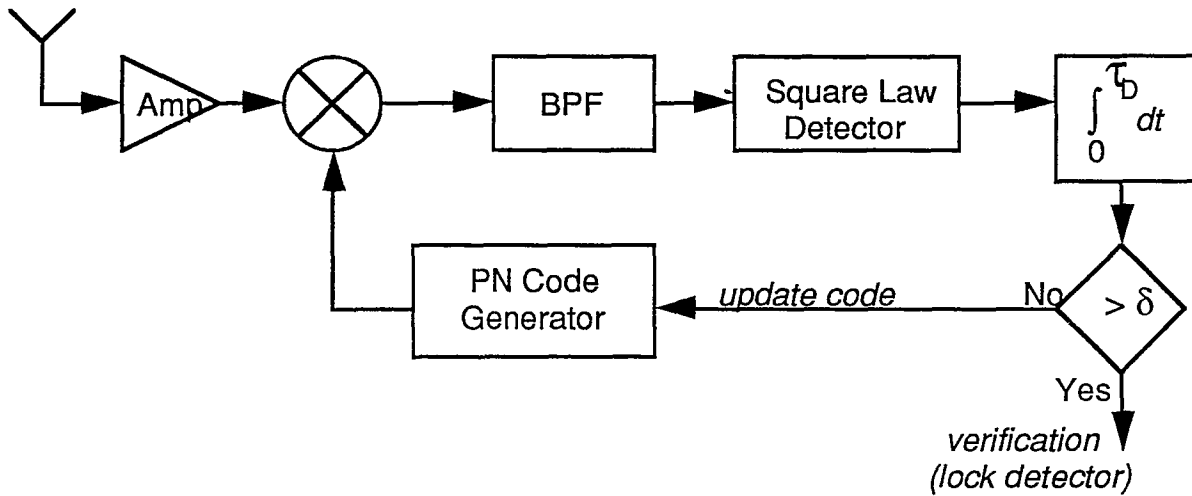 Amp
BPF
Square Law
Detector
τD
∫ dt
0
PN Code
Generator
update code
No
> δ
Yes
verification
(lock detector)